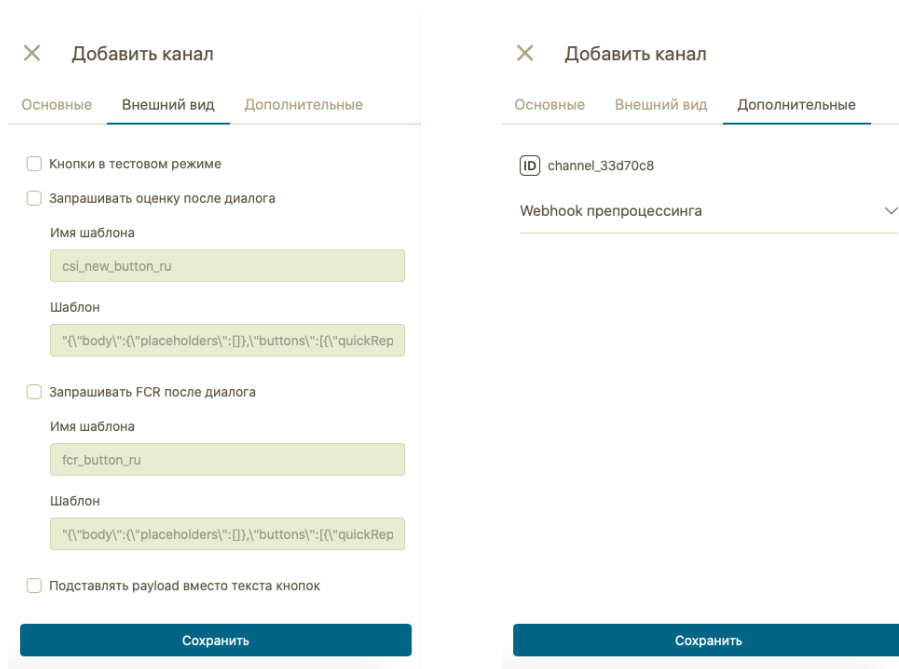 Добавить канал
Основные Внешний вид Дополнительные
Кнопки в тестовом режиме
Запрашивать оценку после диалога
Имя шаблона
csi_new_button_ru
Шаблон
"{\"body\":{\"placeholders\":[]},\"buttons\":[{\"quickRep
Запрашивать FCR после диалога
Имя шаблона
fcr_button_ru
Шаблон
"{\"body\":{\"placeholders\":[]},\"buttons\":[{\"quickRep
Подставлять payload вместо текста кнопок
Сохранить
Добавить канал
Основные Внешний вид Дополнительные
ID channel_33d70c8
Webhook препроцессинга
Сохранить